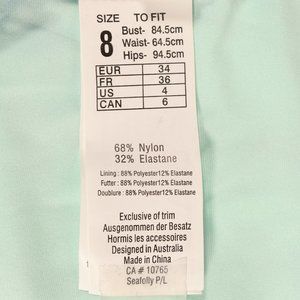 SIZE TO FIT
8 Bust- 84.5cm
Waist- 64.5cm
Hips- 94.5cm
EUR 34
FR 36
US 4
CAN 6
68% Nylon
32% Elastane
Lining : 88% Polyester12% Elastane
Futter : 88% Polyester12% Elastane
Doublure : 88% Polyester12% Elastane
Exclusive of trim
Ausgenommen der Besatz
Hormis les accessoires
Designed in Australia
Made in China
CA # 10765
Seafolly P/L
1